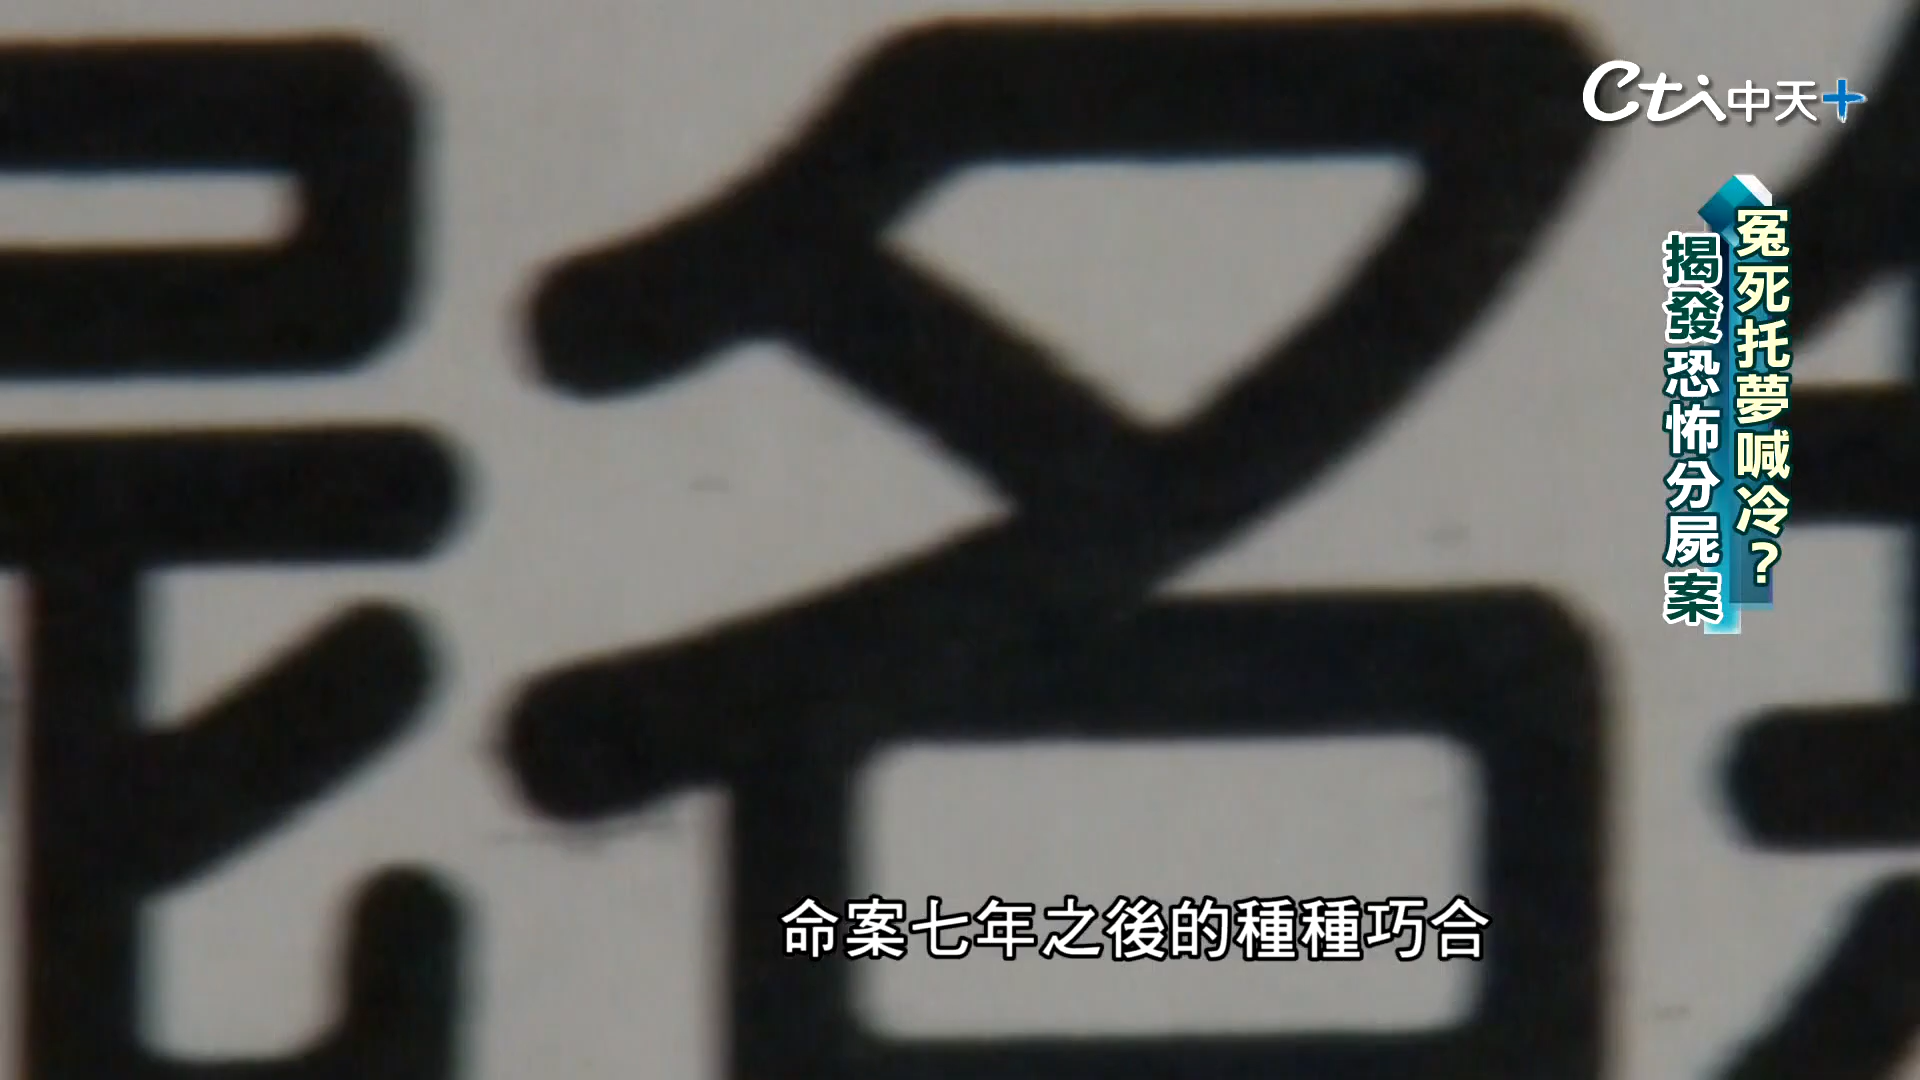 Cti中天+
冤死托夢喊冷？
揭發恐怖分屍案
名
命案七年之後的種種巧合